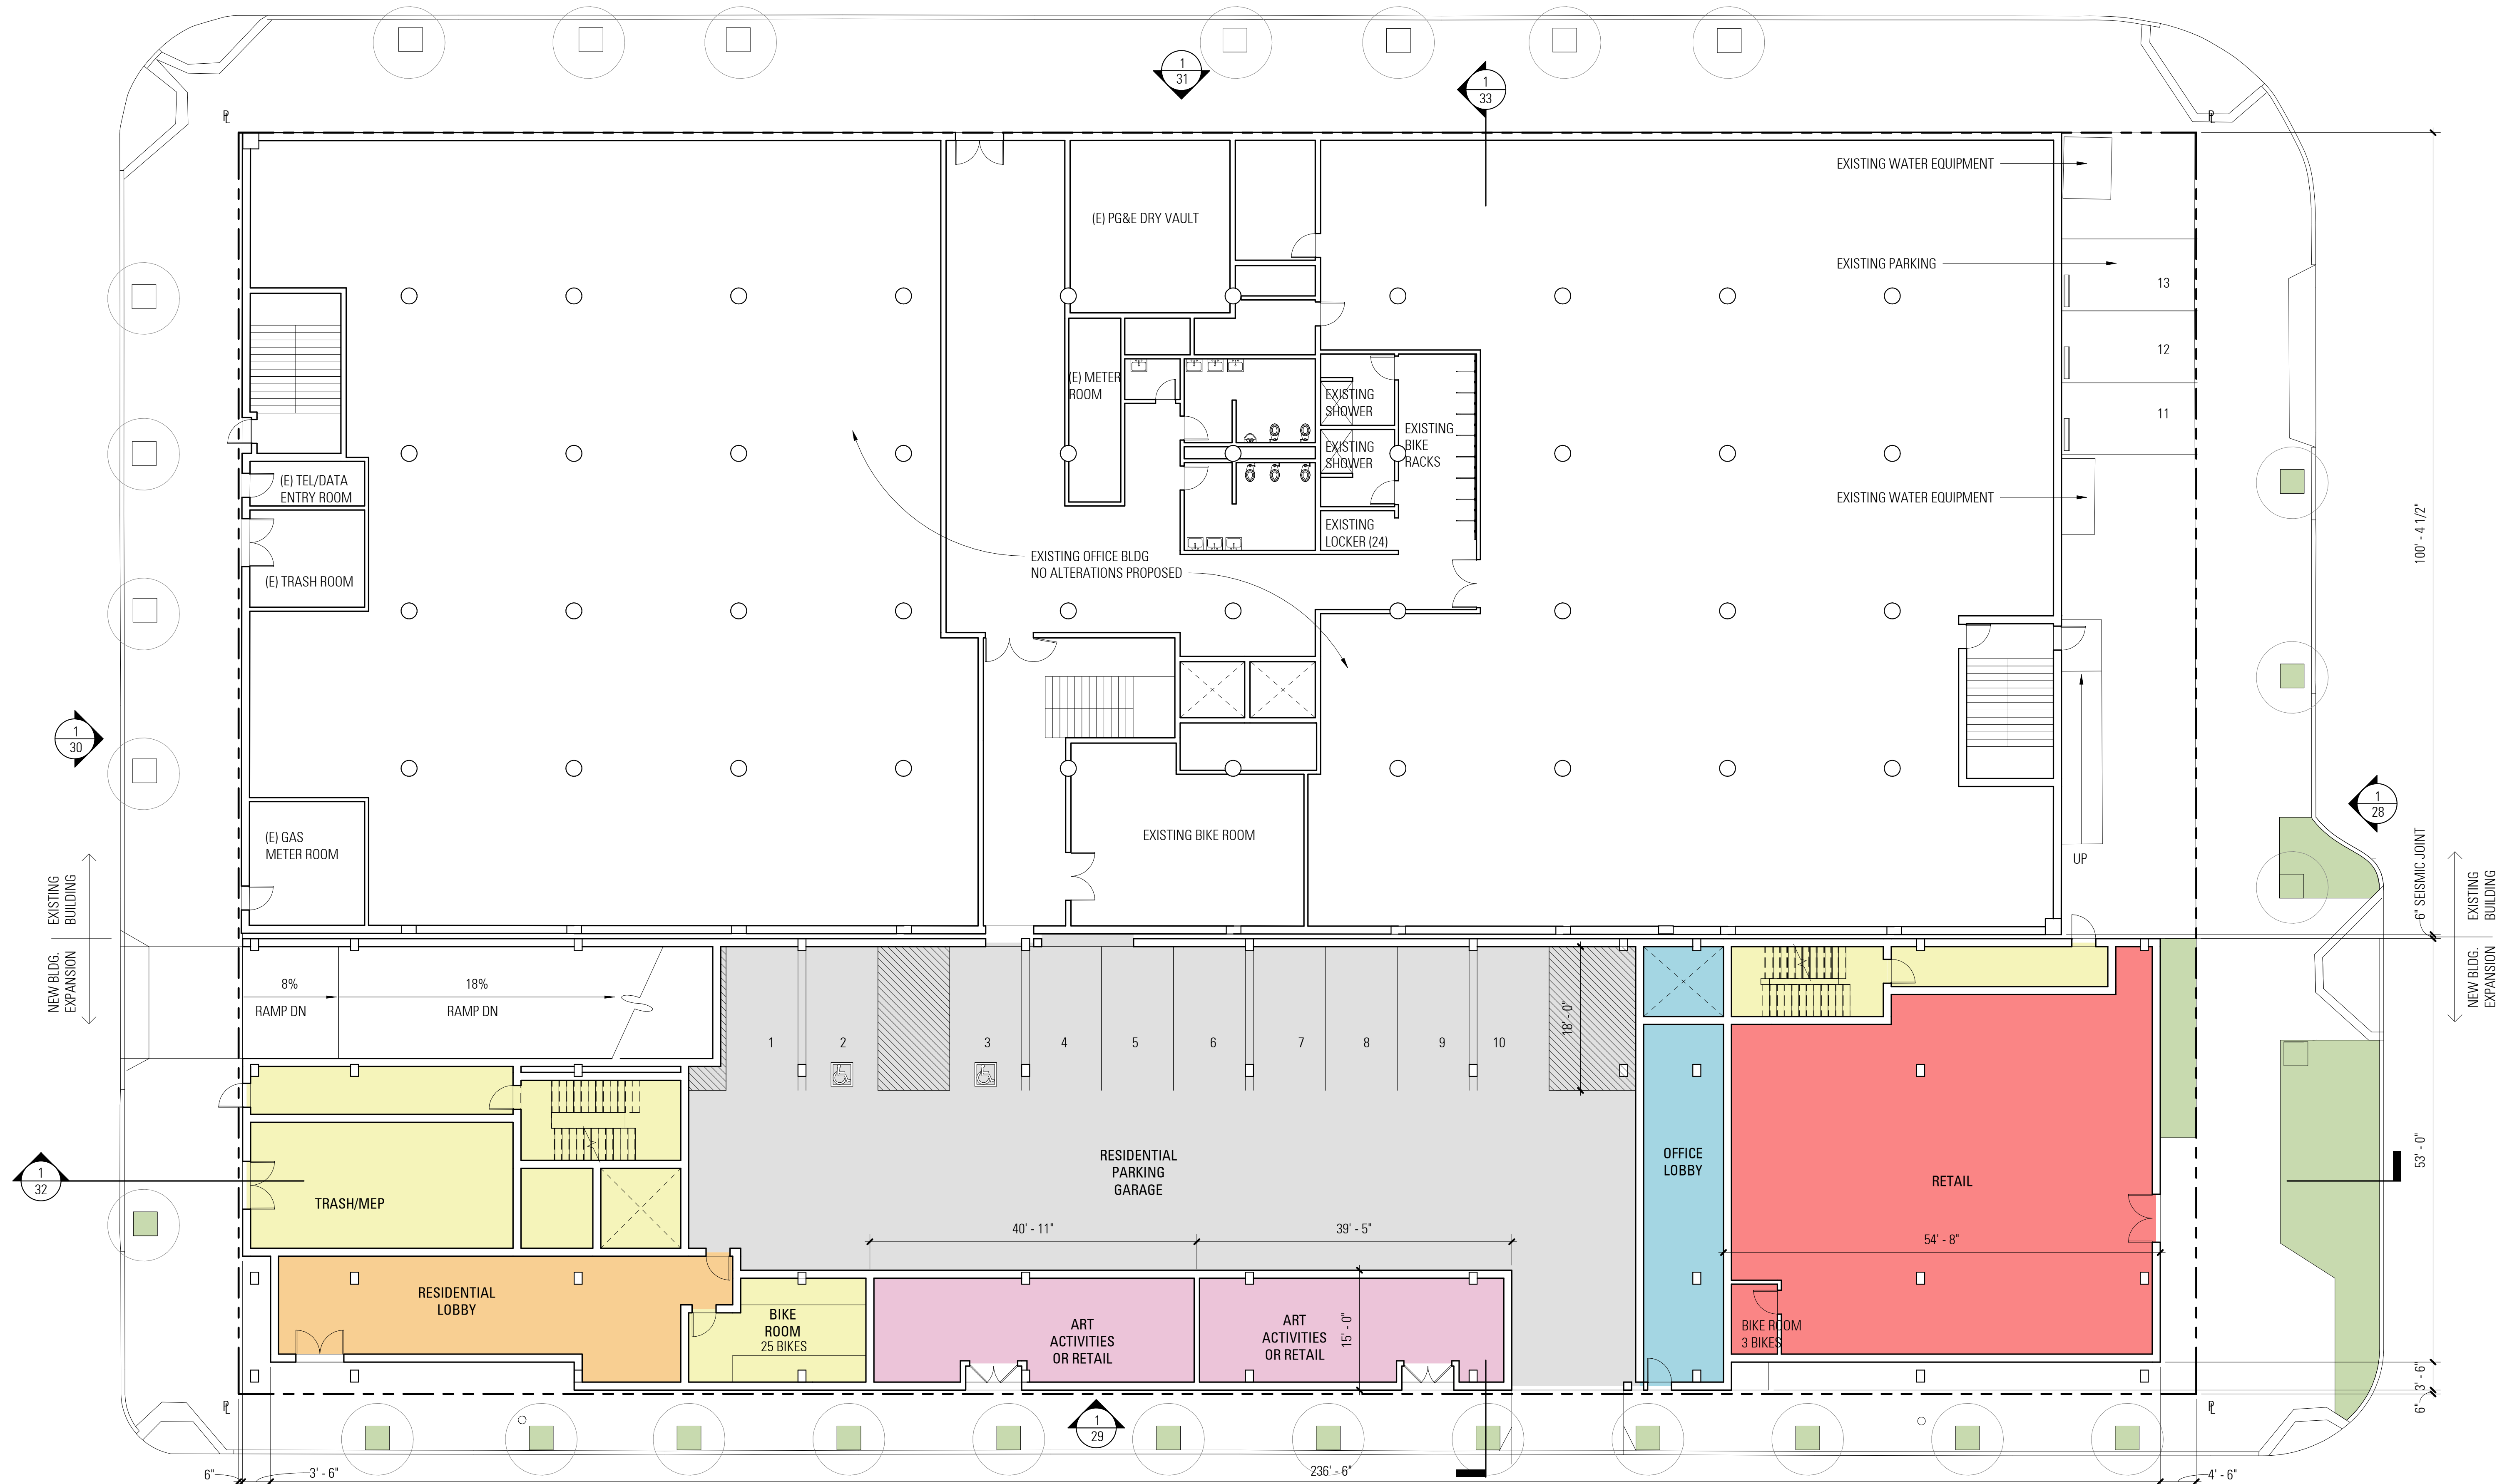 1
31
1
33
PL
PL
EXISTING WATER EQUIPMENT
(E) PG&E DRY VAULT
EXISTING PARKING
13
12
11
(E) METER
ROOM
EXISTING
SHOWER
EXISTING
SHOWER
EXISTING
BIKE
RACKS
EXISTING
LOCKER (24)
(E) TEL/DATA
ENTRY ROOM
(E) TRASH ROOM
EXISTING WATER EQUIPMENT
100' - 4 1/2"
EXISTING OFFICE BLDG
NO ALTERATIONS PROPOSED
1
30
1
28
(E) GAS
METER ROOM
EXISTING BIKE ROOM
UP
6" SEISMIC JOINT
EXISTING
BUILDING
NEW BLDG.
EXPANSION
EXISTING
BUILDING
NEW BLDG.
EXPANSION
8%
RAMP DN
18%
RAMP DN
1
2
3
4
5
6
7
8
9
10
18' - 0"
RESIDENTIAL
PARKING
GARAGE
OFFICE
LOBBY
RETAIL
53' - 0"
1
32
TRASH/MEP
40' - 11"
39' - 5"
54' - 8"
RESIDENTIAL
LOBBY
BIKE
ROOM
25 BIKES
ART
ACTIVITIES
OR RETAIL
ART
ACTIVITIES
OR RETAIL
15' - 0"
BIKE ROOM
3 BIKES
3' - 6"
6"
PL
PL
1
29
6"
3' - 6"
236' - 6"
4' - 6"